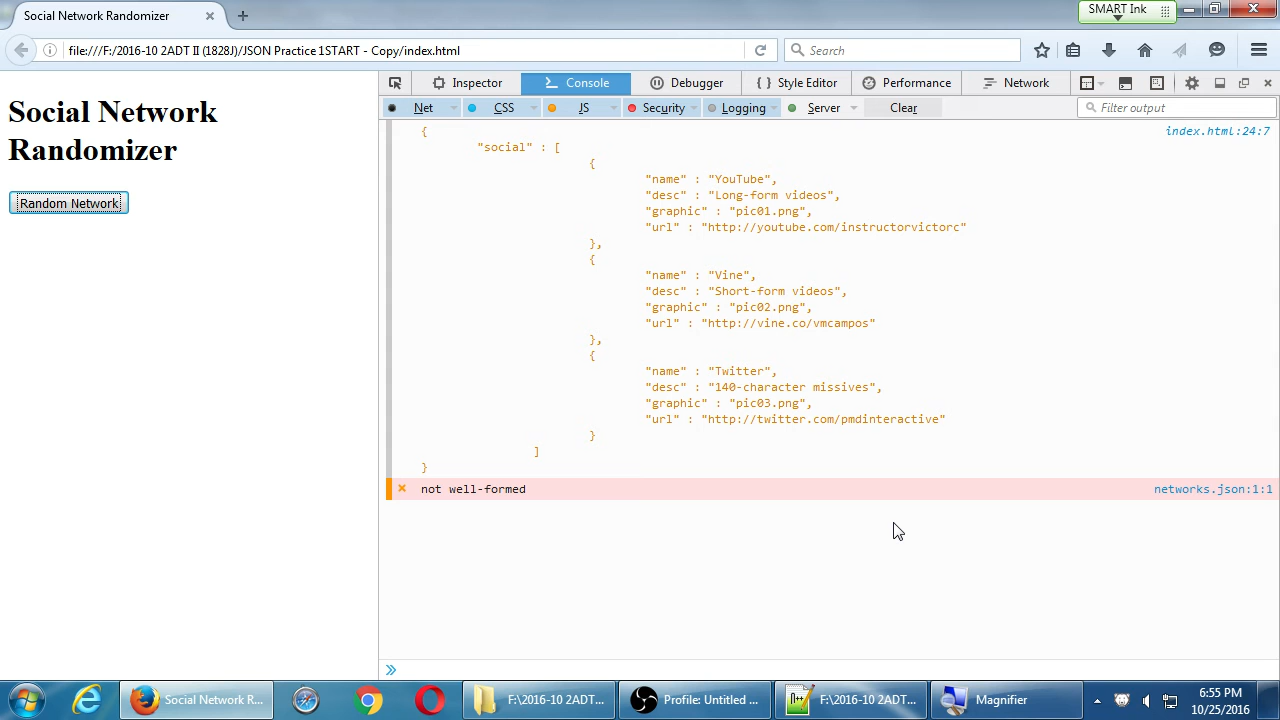 Social Network Randomizer
SMART Ink
file:///F:/2016-10 2ADT II (1828J)/JSON Practice 1START - Copy/index.html
Search
Inspector
Console
Debugger
{ } Style Editor
Performance
Network
Net
CSS
JS
Security
Logging
Server
Clear
Filter output
Social Network
Randomizer
Random Network
{ index.html:24:7
"social" : [
{
"name" : "YouTube",
"desc" : "Long-form videos",
"graphic" : "pic01.png",
"url" : "http://youtube.com/instructorvictorc"
},
{
"name" : "Vine",
"desc" : "Short-form videos",
"graphic" : "pic02.png",
"url" : "http://vine.co/vmcampos"
},
{
"name" : "Twitter",
"desc" : "140-character missives",
"graphic" : "pic03.png",
"url" : "http://twitter.com/pmdinteractive"
}
]
}
not well-formed networks.json:1:1
Social Network R...
F:\2016-10 2ADT...
Profile: Untitled ...
F:\2016-10 2ADT...
Magnifier
6:55 PM
10/25/2016